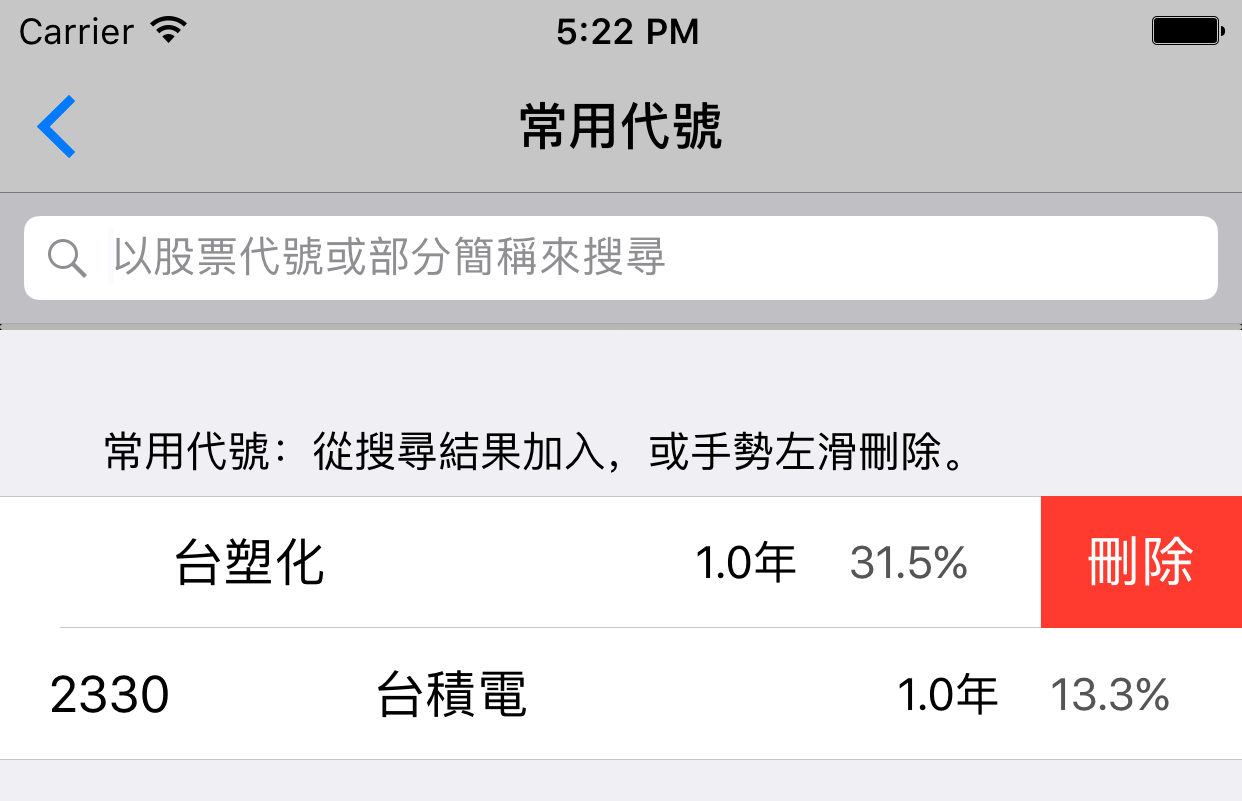 Carrier 5:22 PM
常用代號
以股票代號或部分簡稱來搜尋
常用代號：從搜尋結果加入，或手勢左滑刪除。
台塑化 1.0年 31.5% 刪除
2330 台積電 1.0年 13.3%